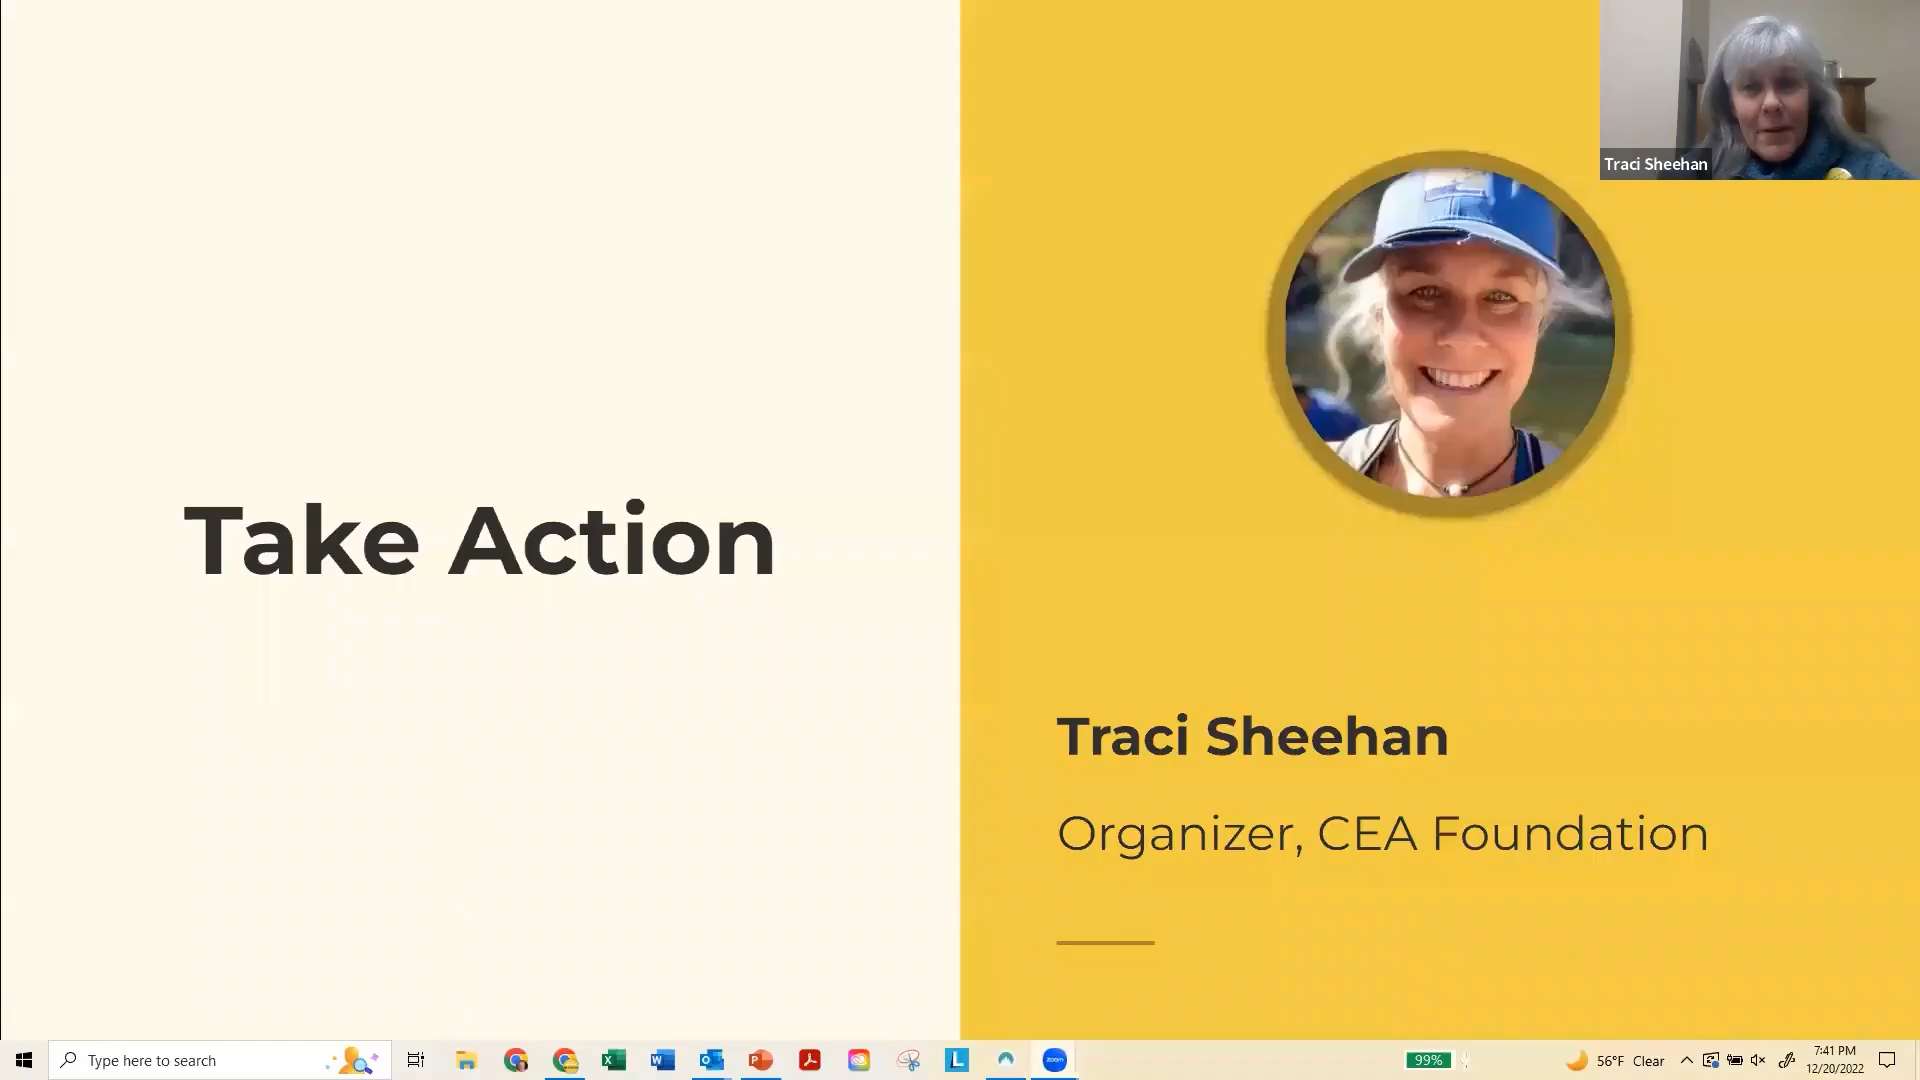 Traci Sheehan
Take Action
Traci Sheehan
Organizer, CEA Foundation
Type here to search
99%
56°F Clear
7:41 PM
12/20/2022
zoom